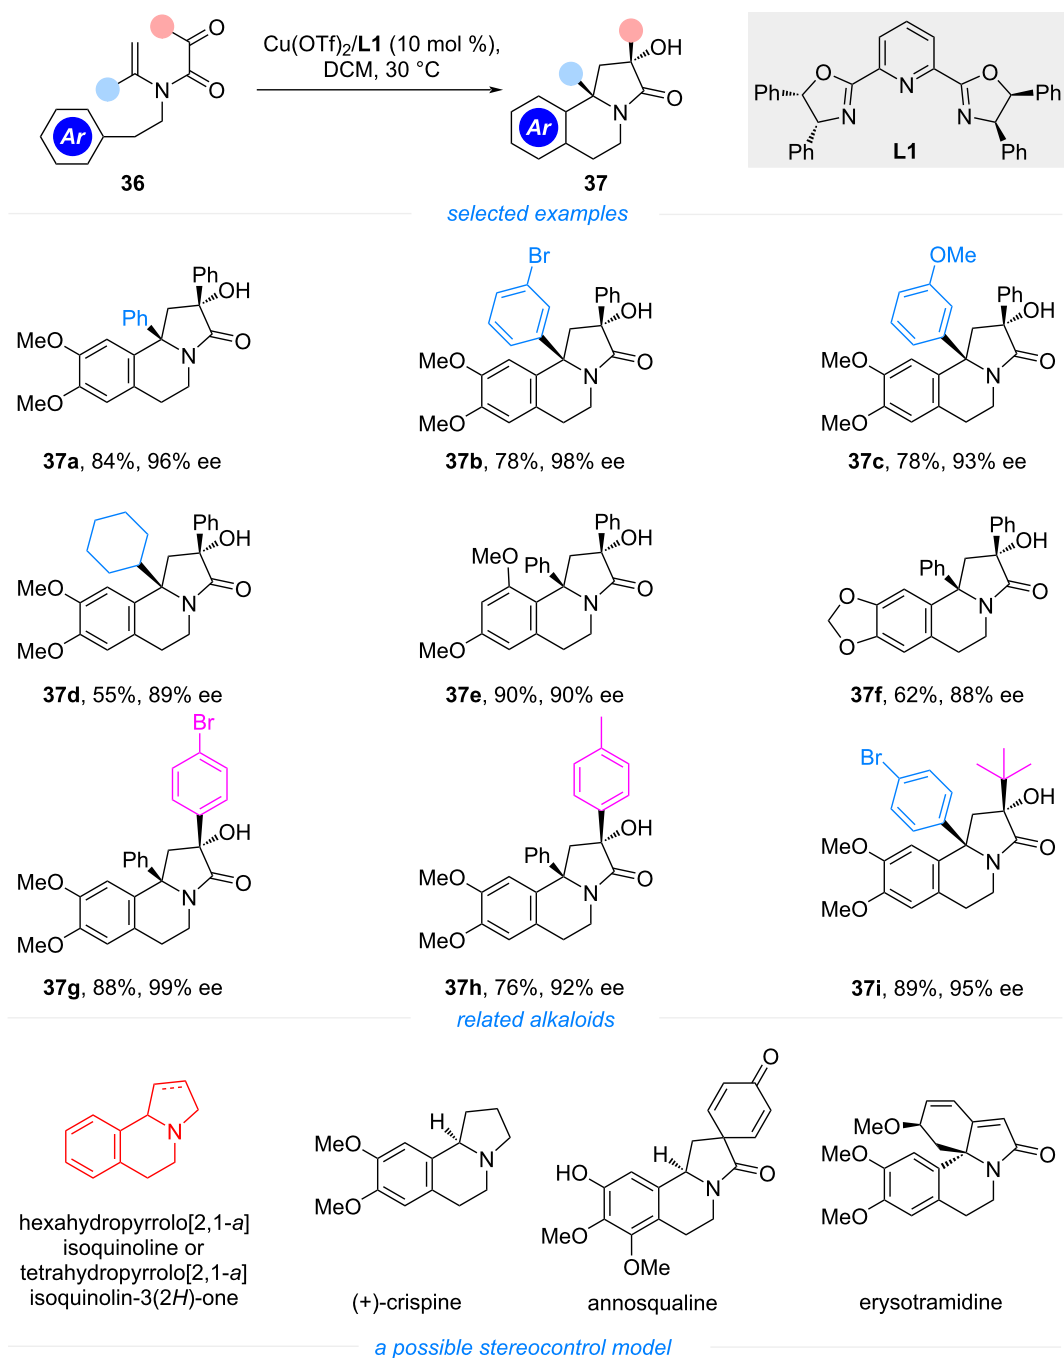 Cu(OTf)2/L1 (10 mol %),
DCM, 30 °C
O
O
N
Ar
36
OH
O
N
Ar
37
O
N
N
N
O
Ph
Ph
Ph
Ph
L1
selected examples
Ph
OH
Ph
O
N
MeO
MeO
37a, 84%, 96% ee
Br
Ph
OH
O
N
MeO
MeO
37b, 78%, 98% ee
OMe
Ph
OH
O
N
MeO
MeO
37c, 78%, 93% ee
Ph
OH
O
N
MeO
MeO
37d, 55%, 89% ee
Ph
OH
MeO
Ph
O
N
MeO
37e, 90%, 90% ee
Ph
OH
Ph
O
N
O
O
37f, 62%, 88% ee
Br
OH
Ph
O
N
MeO
MeO
37g, 88%, 99% ee
OH
Ph
O
N
MeO
MeO
37h, 76%, 92% ee
Br
OH
O
N
MeO
MeO
37i, 89%, 95% ee
related alkaloids
N
hexahydropyrrolo[2,1-a]
isoquinoline or
tetrahydropyrrolo[2,1-a]
isoquinolin-3(2H)-one
H
MeO
MeO
N
(+)-crispine
O
H
HO
O
N
MeO
OMe
annosqualine
MeO
MeO
MeO
N
O
erysotramidine
a possible stereocontrol model